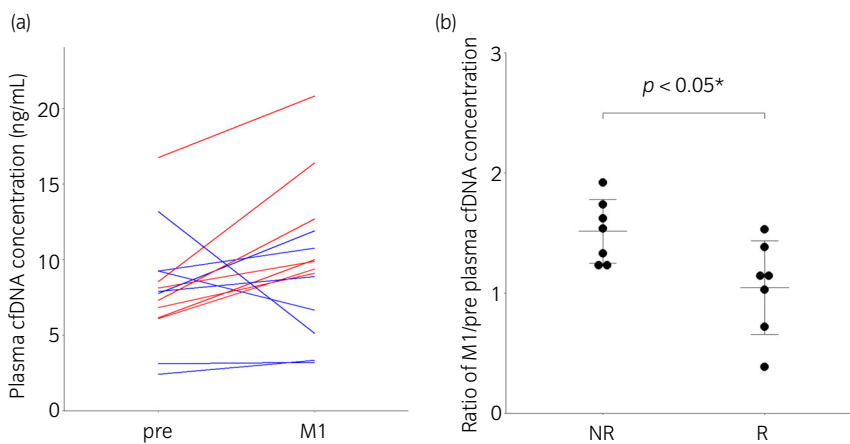 (a)
Plasma cfDNA concentration (ng/mL)
20
15
10
5
0
pre
M1
(b)
Ratio of M1/pre plasma cfDNA concentration
3
2
1
0
p < 0.05*
NR
R